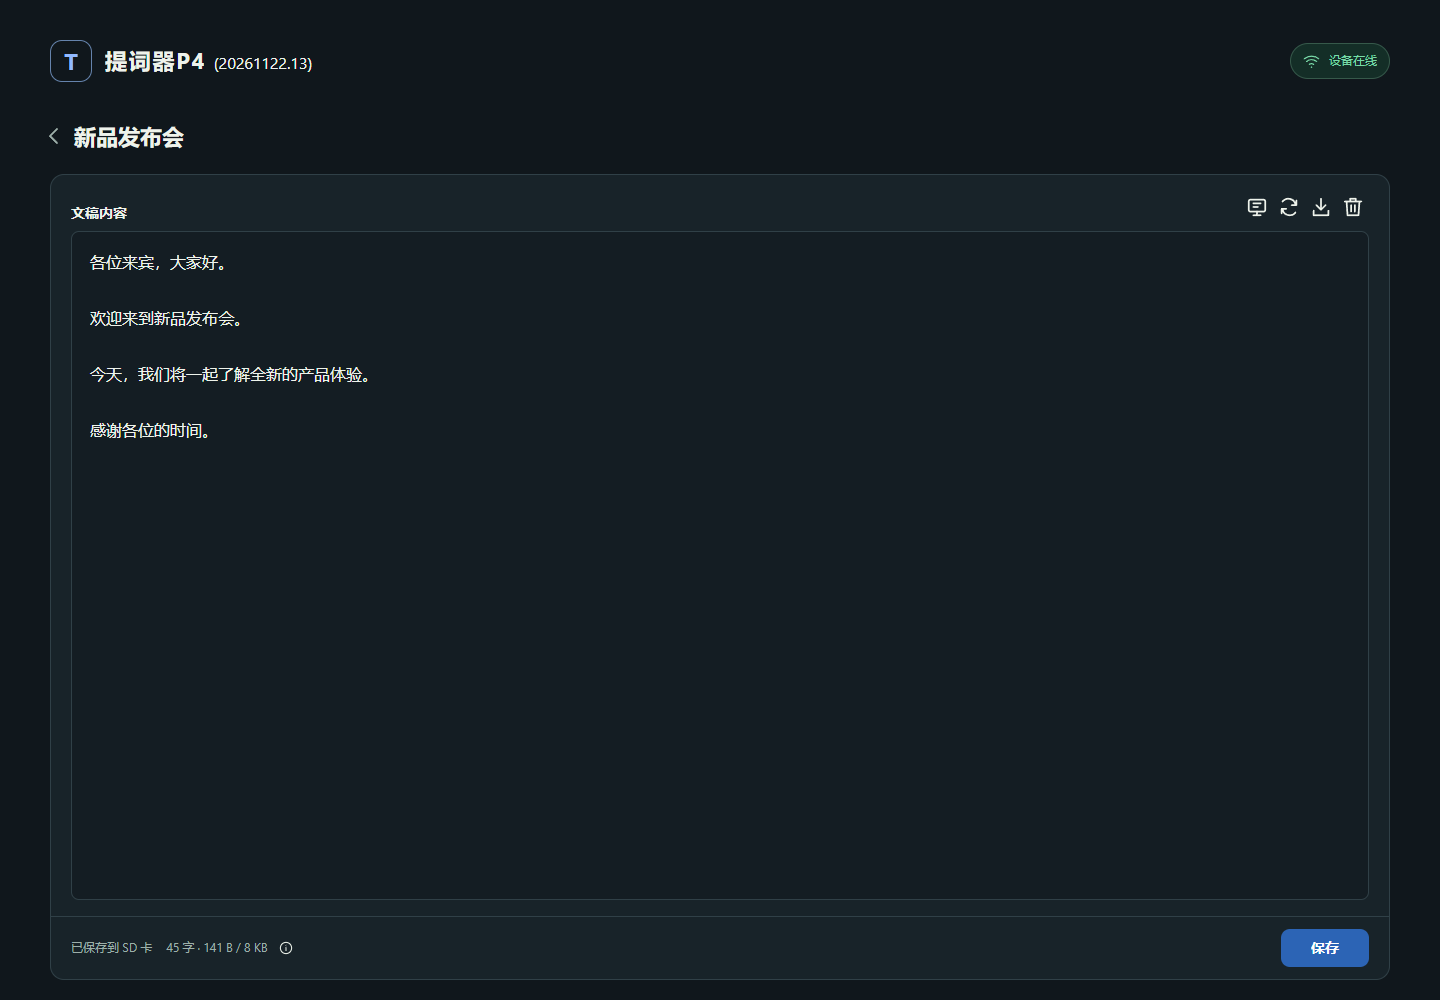 T 提词器P4 (20261122.13)
设备在线
新品发布会
文稿内容
各位来宾，大家好。
欢迎来到新品发布会。
今天，我们将一起了解全新的产品体验。
感谢各位的时间。
已保存到 SD 卡 45 字 · 141 B / 8 KB
保存